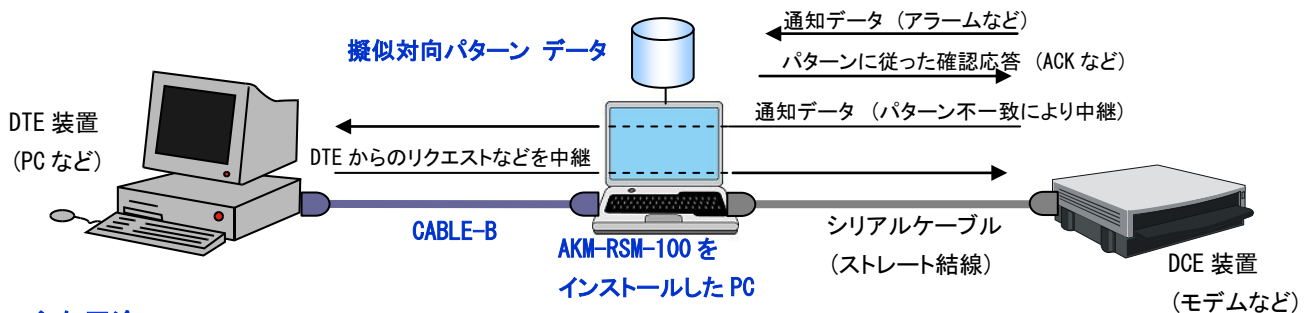 通知データ（アラームなど）
擬似対向パターン データ
パターンに従った確認応答（ACK など）
通知データ（パターン不一致により中継）
DTE 装置
（PC など）
DTE からのリクエストなどを中継
CABLE-B
シリアルケーブル
（ストレート結線）
AKM-RSM-100 を
インストールした PC
DCE 装置
（モデムなど）